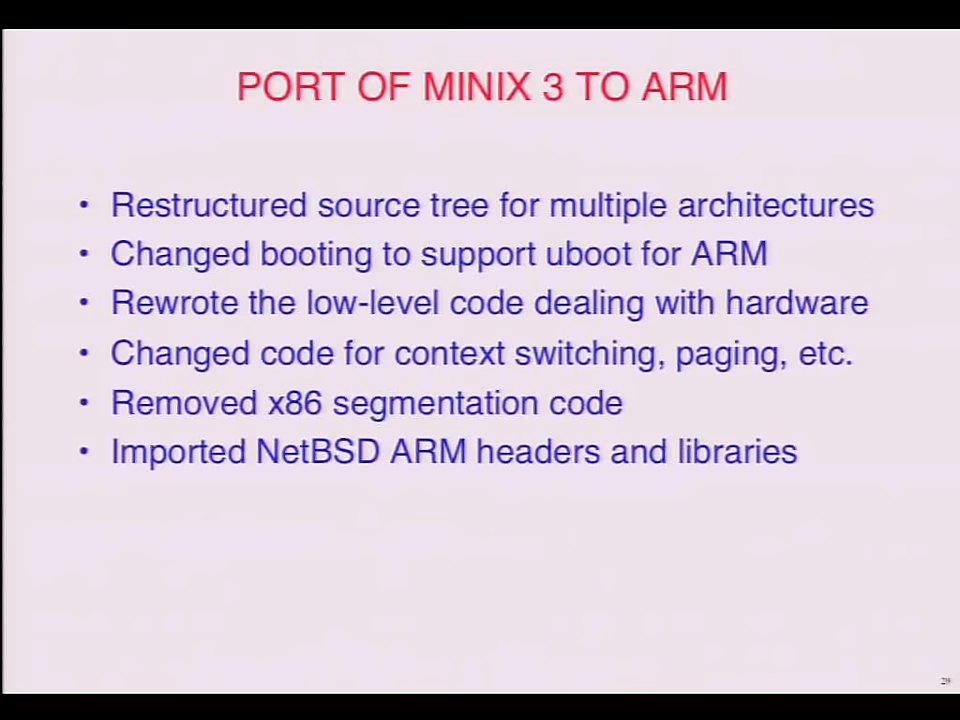 PORT OF MINIX 3 TO ARM
• Restructured source tree for multiple architectures
• Changed booting to support uboot for ARM
• Rewrote the low-level code dealing with hardware
• Changed code for context switching, paging, etc.
• Removed x86 segmentation code
• Imported NetBSD ARM headers and libraries
29